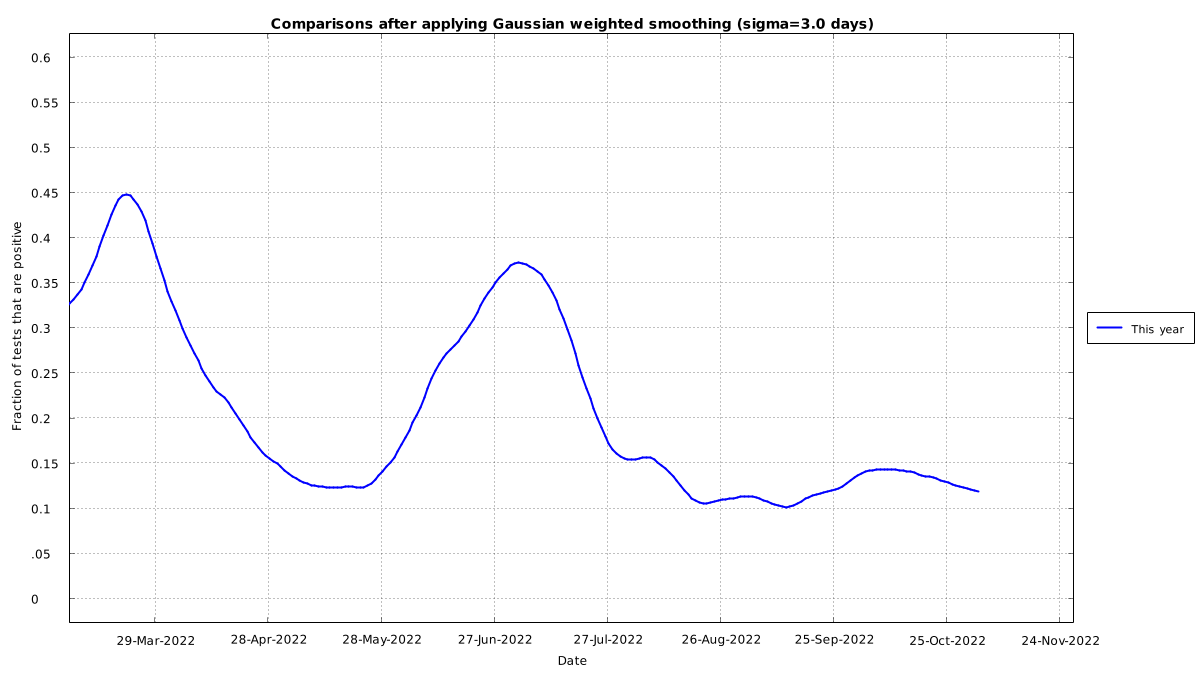 Comparisons after applying Gaussian weighted smoothing (sigma=3.0 days)
0.6
0.55
0.5
0.45
0.4
0.35
0.3
0.25
0.2
0.15
0.1
.05
0
Fraction of tests that are positive
29-Mar-2022 28-Apr-2022 28-May-2022 27-Jun-2022 27-Jul-2022 26-Aug-2022 25-Sep-2022 25-Oct-2022 24-Nov-2022
Date
This year